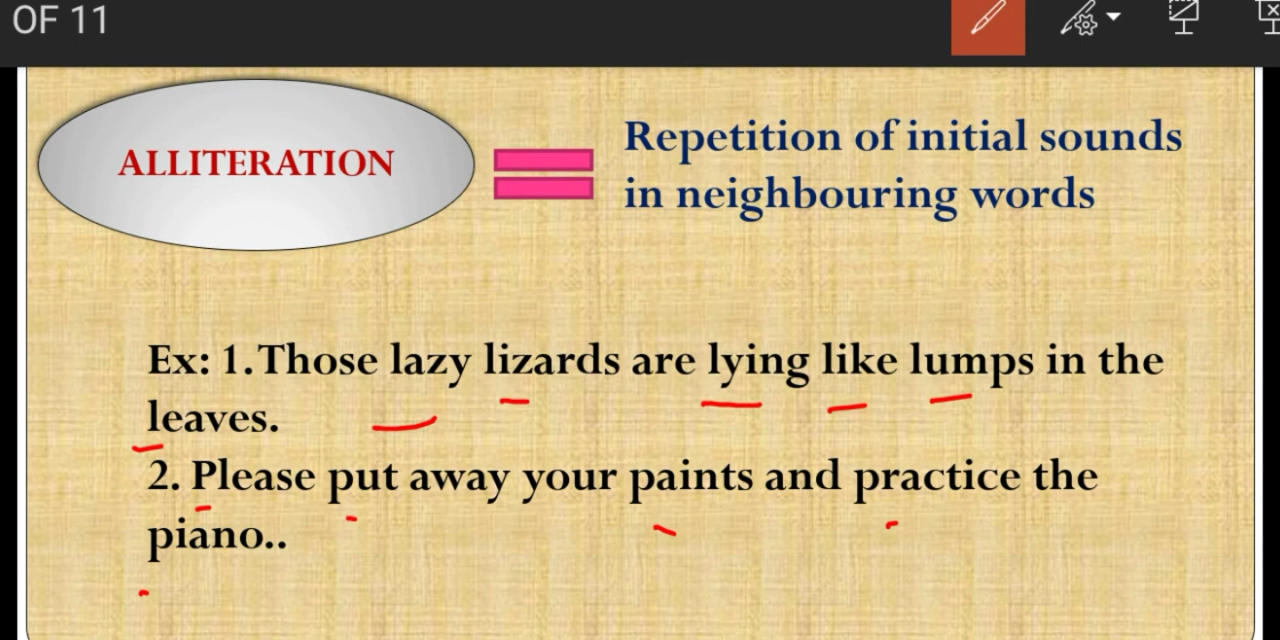 OF 11
ALLITERATION
Repetition of initial sounds
in neighbouring words
Ex: 1.Those lazy lizards are lying like lumps in the
leaves.
2. Please put away your paints and practice the
piano..